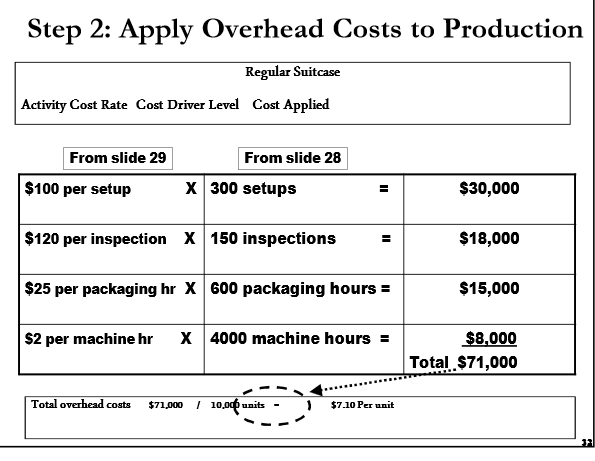 Step 2: Apply Overhead Costs to Production
Regular Suitcase
Activity Cost Rate Cost Driver Level Cost Applied
From slide 29 From slide 28
$100 per setup X 300 setups = $30,000
$120 per inspection X 150 inspections = $18,000
$25 per packaging hr X 600 packaging hours = $15,000
$2 per machine hr X 4000 machine hours = $8,000
Total $71,000
Total overhead costs $71,000 / 10,000 units - $7.10 Per unit
32